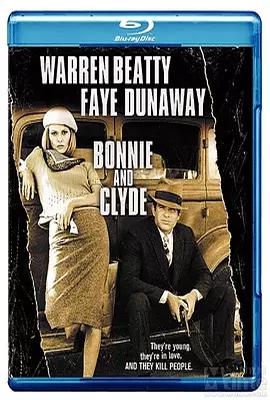 Blu-ray Disc
WARREN BEATTY
FAYE DUNAWAY
BONNIE
AND
CLYDE
They're young,
they're in love,
AND THEY KILL PEOPLE.